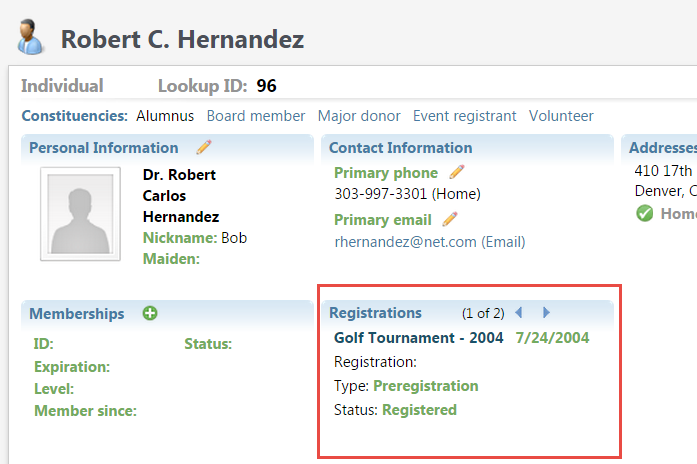 Robert C. Hernandez
Individual Lookup ID: 96
Constituencies: Alumnus Board member Major donor Event registrant Volunteer
Personal Information
Dr. Robert
Carlos
Hernandez
Nickname: Bob
Maiden:
Contact Information
Primary phone
303-997-3301 (Home)
Primary email
rhernandez@net.com (Email)
Addresses
410 17th
Denver, C
Home
Memberships
ID: Status:
Expiration:
Level:
Member since:
Registrations (1 of 2)
Golf Tournament - 2004 7/24/2004
Registration:
Type: Preregistration
Status: Registered